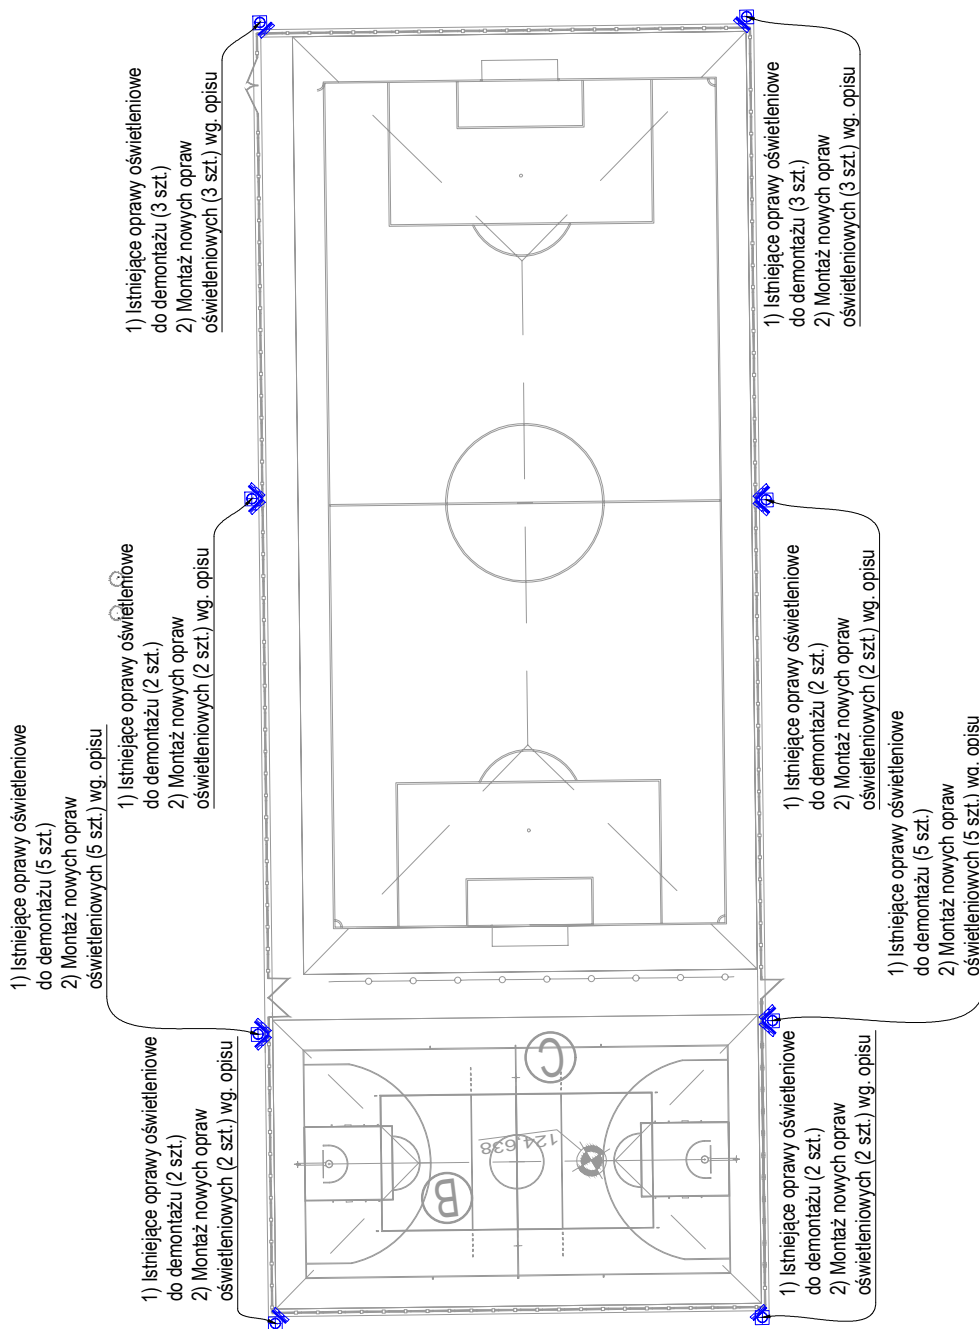 1) Istniejące oprawy oświetleniowe
do demontażu (3 szt.)
2) Montaż nowych opraw
oświetleniowych (3 szt.) wg. opisu
1) Istniejące oprawy oświetleniowe
do demontażu (3 szt.)
2) Montaż nowych opraw
oświetleniowych (3 szt.) wg. opisu
1) Istniejące oprawy oświetleniowe
do demontażu (2 szt.)
2) Montaż nowych opraw
oświetleniowych (2 szt.) wg. opisu
1) Istniejące oprawy oświetleniowe
do demontażu (2 szt.)
2) Montaż nowych opraw
oświetleniowych (2 szt.) wg. opisu
1) Istniejące oprawy oświetleniowe
do demontażu (5 szt.)
2) Montaż nowych opraw
oświetleniowych (5 szt.) wg. opisu
1) Istniejące oprawy oświetleniowe
do demontażu (5 szt.)
2) Montaż nowych opraw
oświetleniowych (5 szt.) wg. opisu
1) Istniejące oprawy oświetleniowe
do demontażu (2 szt.)
2) Montaż nowych opraw
oświetleniowych (2 szt.) wg. opisu
C
124,638
B
1) Istniejące oprawy oświetleniowe
do demontażu (2 szt.)
2) Montaż nowych opraw
oświetleniowych (2 szt.) wg. opisu